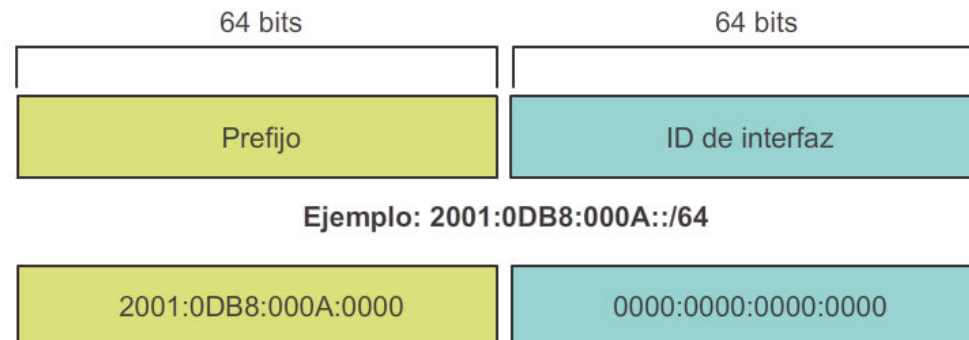 64 bits 64 bits
Prefijo ID de interfaz
Ejemplo: 2001:0DB8:000A::/64
2001:0DB8:000A:0000 0000:0000:0000:0000